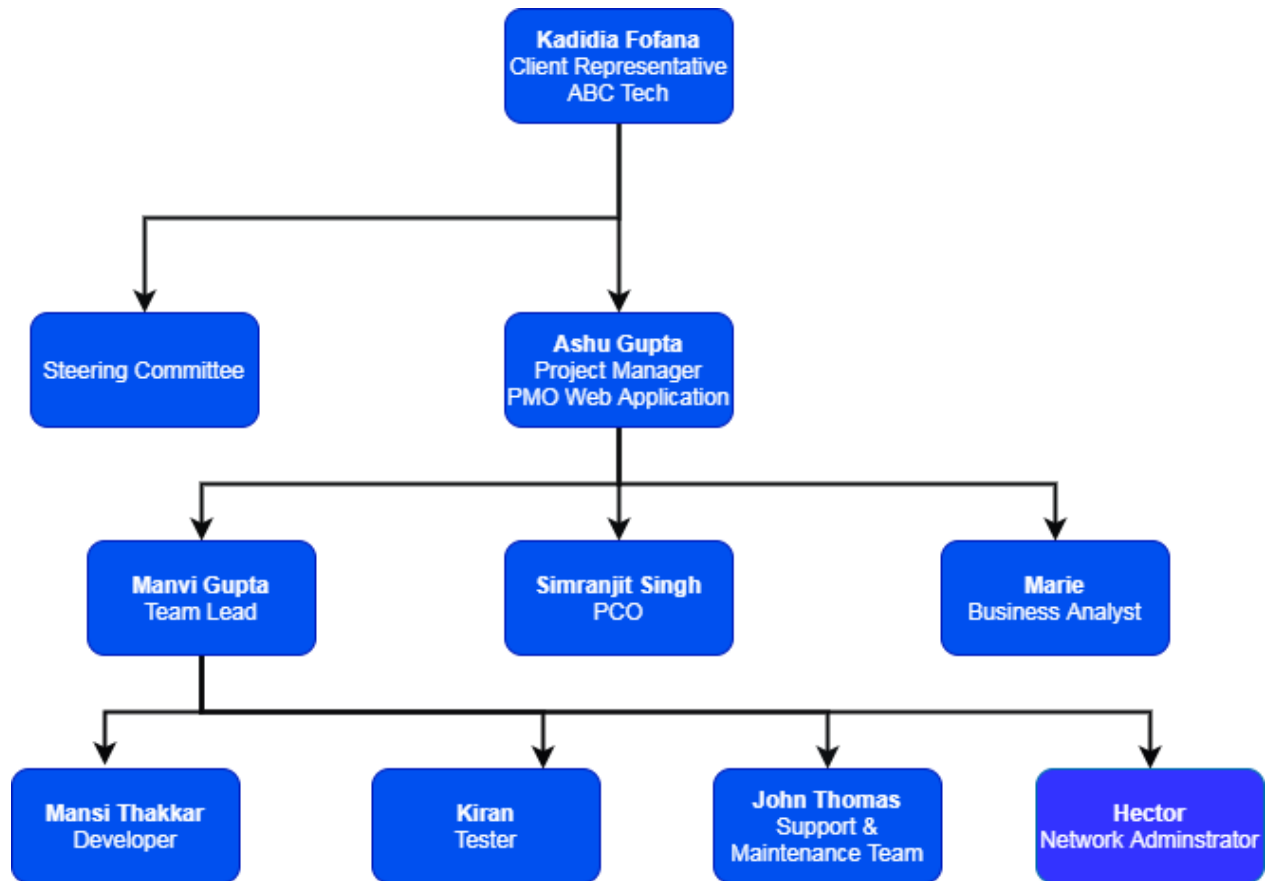 Kadidia Fofana
Client Representative
ABC Tech
Steering Committee
Ashu Gupta
Project Manager
PMO Web Application
Manvi Gupta
Team Lead
Simranjit Singh
PCO
Marie
Business Analyst
Mansi Thakkar
Developer
Kiran
Tester
John Thomas
Support &
Maintenance Team
Hector
Network Adminstrator